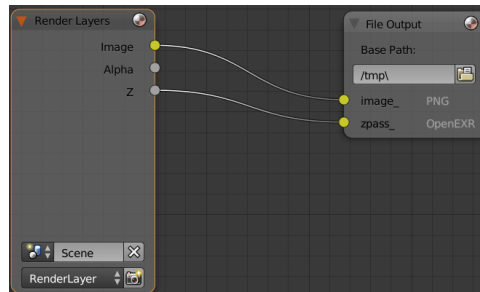 Render Layers
Image
Alpha
Z
Scene
RenderLayer
File Output
Base Path:
/tmp\
image_ PNG
zpass_ OpenEXR